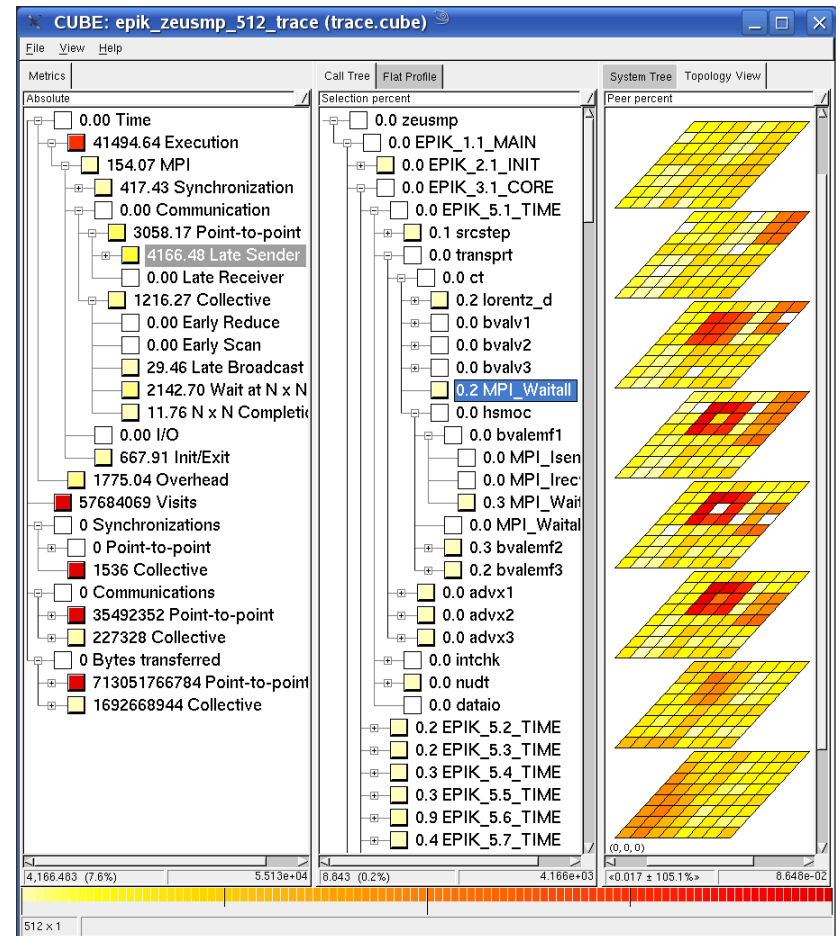 CUBE: epik_zeusmp_512_trace (trace.cube)
File View Help
Metrics
Absolute
0.00 Time
41494.64 Execution
154.07 MPI
417.43 Synchronization
0.00 Communication
3058.17 Point-to-point
4166.48 Late Sender
0.00 Late Receiver
1216.27 Collective
0.00 Early Reduce
0.00 Early Scan
29.46 Late Broadcast
2142.70 Wait at N x N
11.76 N x N Completi
0.00 I/O
667.91 Init/Exit
1775.04 Overhead
57684069 Visits
0 Synchronizations
0 Point-to-point
1536 Collective
0 Communications
35492352 Point-to-point
227328 Collective
0 Bytes transferred
713051766784 Point-to-point
1692668944 Collective
4,166.483 (7.6%) 5.513e+04
Call Tree Flat Profile
Selection percent
0.0 zeusmp
0.0 EPIK_1.1_MAIN
0.0 EPIK_2.1_INIT
0.0 EPIK_3.1_CORE
0.0 EPIK_5.1_TIME
0.1 srcstep
0.0 transprt
0.0 ct
0.2 lorentz_d
0.0 bvalv1
0.0 bvalv2
0.0 bvalv3
0.2 MPI_Waitall
0.0 hsmoc
0.0 bvalemf1
0.0 MPI_Isen
0.0 MPI_Irec
0.3 MPI_Wait
0.0 MPI_Waital
0.3 bvalemf2
0.2 bvalemf3
0.0 advx1
0.0 advx2
0.0 advx3
0.0 intchk
0.0 nudt
0.0 dataio
0.2 EPIK_5.2_TIME
0.2 EPIK_5.3_TIME
0.3 EPIK_5.4_TIME
0.3 EPIK_5.5_TIME
0.9 EPIK_5.6_TIME
0.4 EPIK_5.7_TIME
8.843 (0.2%) 4.166e+03
System Tree Topology View
Peer percent
(0, 0, 0)
«0.017 ± 105.1%» 8.648e-02
512 x 1